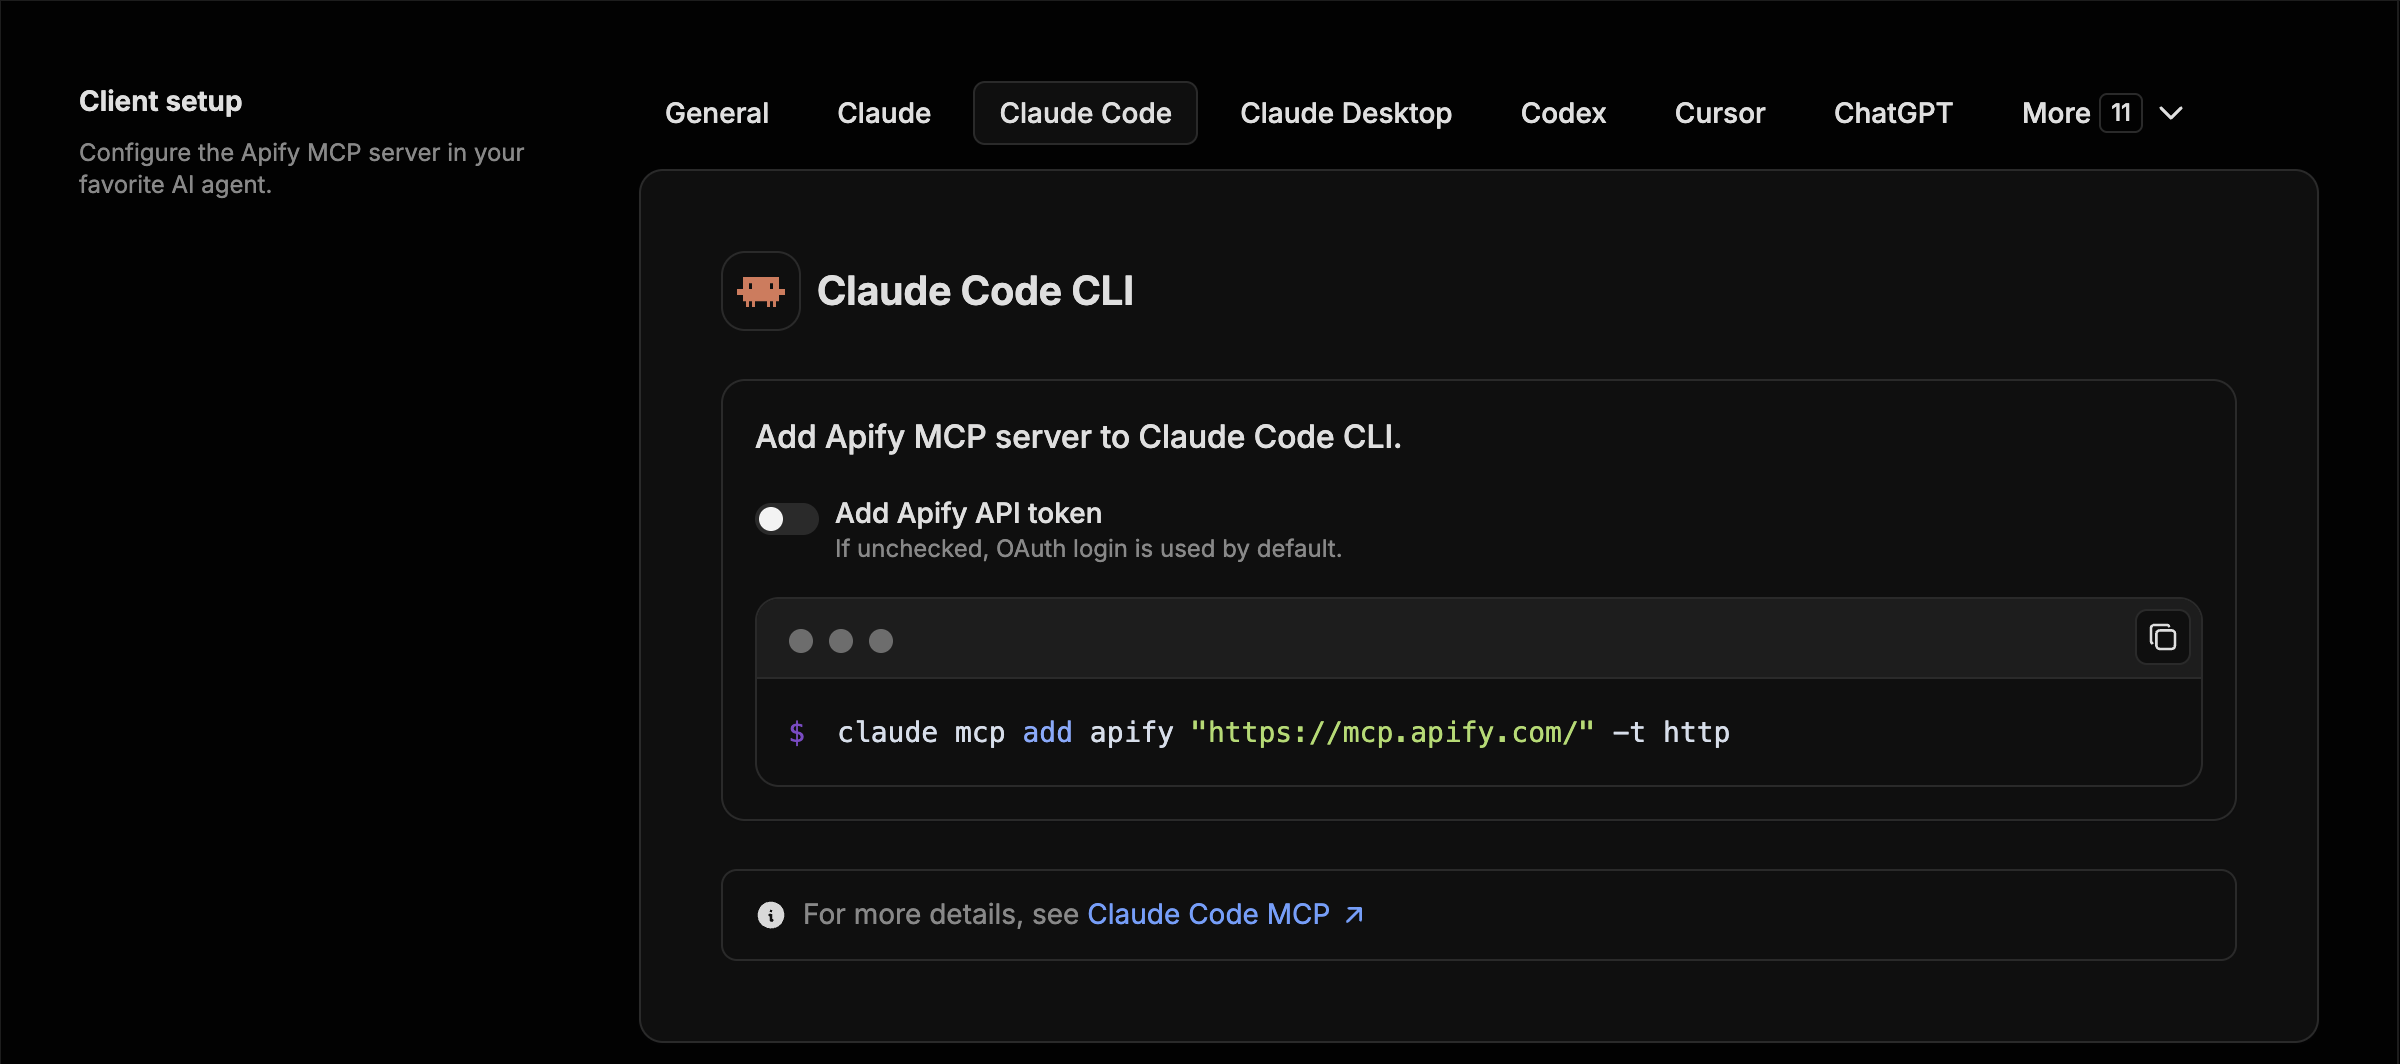 Client setup
Configure the Apify MCP server in your
favorite AI agent.
General Claude Claude Code Claude Desktop Codex Cursor ChatGPT More 11
Claude Code CLI
Add Apify MCP server to Claude Code CLI.
Add Apify API token
If unchecked, OAuth login is used by default.
$ claude mcp add apify "https://mcp.apify.com/" -t http
For more details, see Claude Code MCP ↗